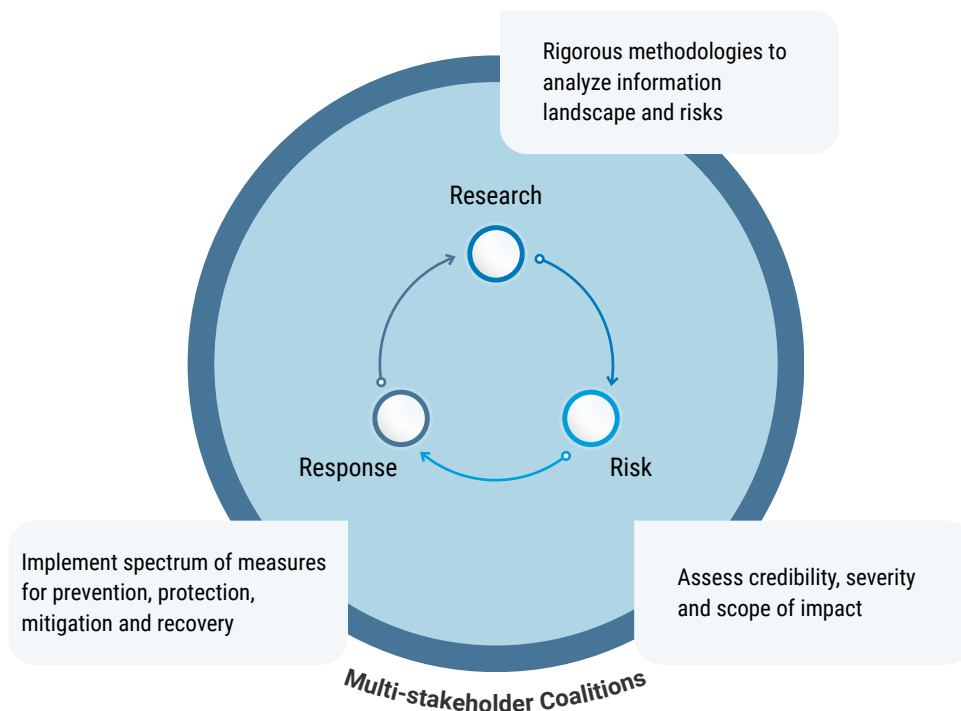 Rigorous methodologies to
analyze information
landscape and risks
Research
Response
Risk
Implement spectrum of measures
for prevention, protection,
mitigation and recovery
Assess credibility, severity
and scope of impact
Multi-stakeholder Coalitions